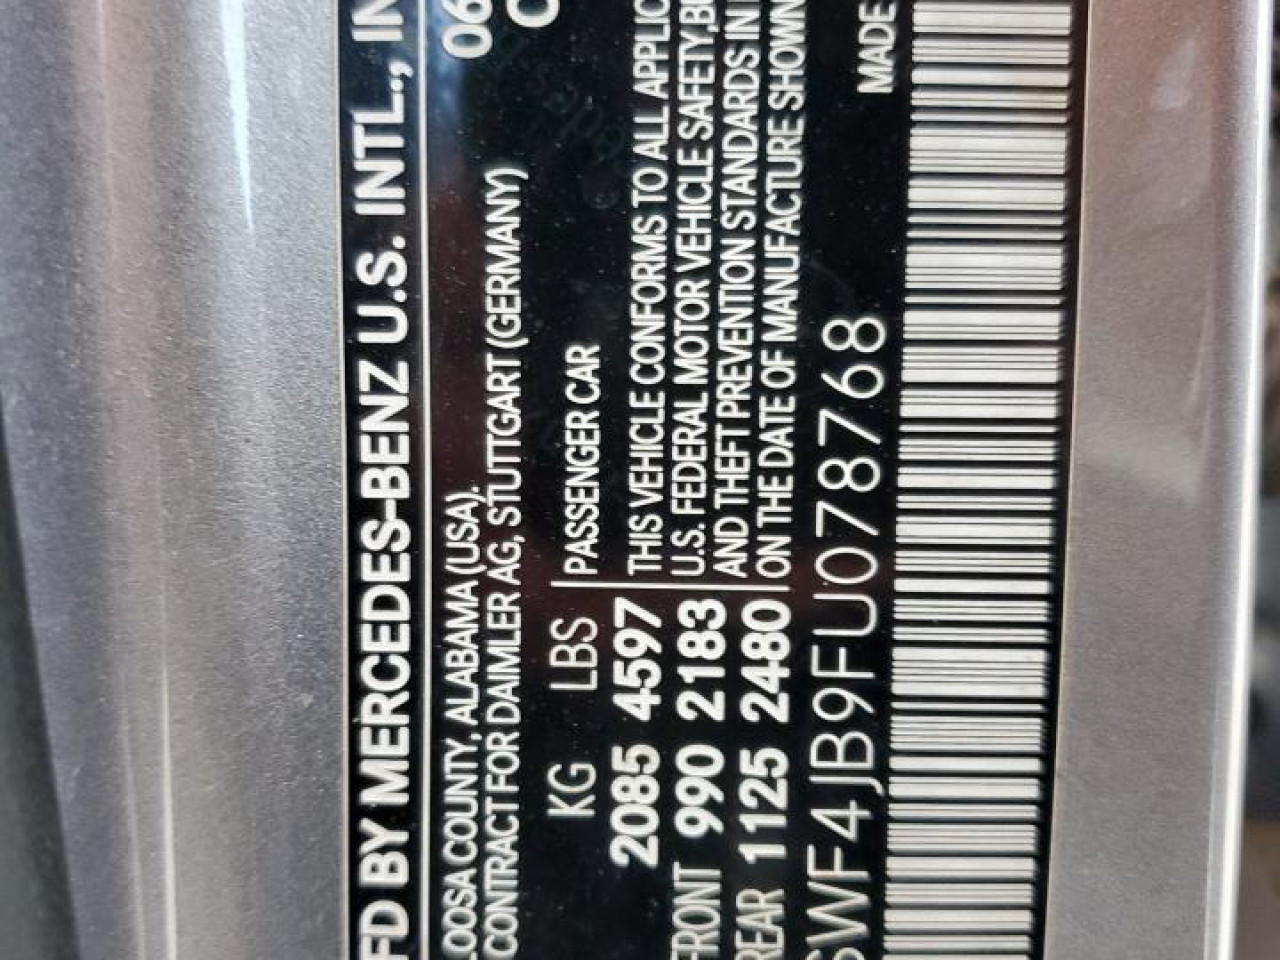 FD BY MERCEDES-BENZ U.S. INTL., IN
LOOSA COUNTY, ALABAMA (USA). 06
CONTRACT FOR DAIMLER AG, STUTTGART (GERMANY) C
KG LBS PASSENGER CAR
2085 4597 THIS VEHICLE CONFORMS TO ALL APPLIC
FRONT 990 2183 U.S. FEDERAL MOTOR VEHICLE SAFETY,BU
REAR 1125 2480 AND THEFT PREVENTION STANDARDS IN
ON THE DATE OF MANUFACTURE SHOWN
SWF4JB9FU078768 MADE